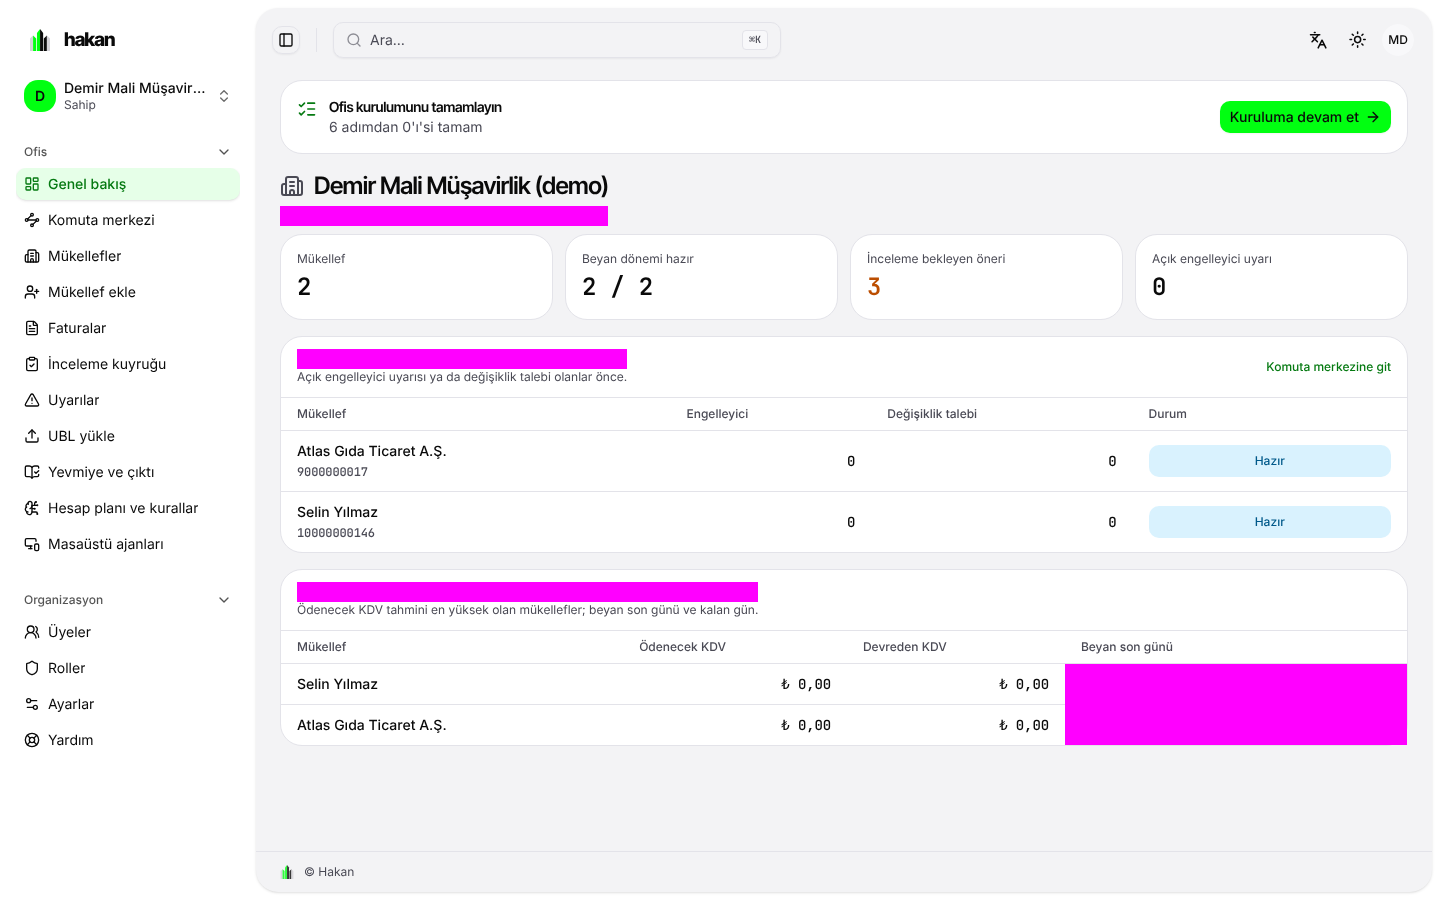 hakan
Demir Mali Müşavir...
Sahip
D
Ofis
Genel bakış
Komuta merkezi
Mükellefler
Mükellef ekle
Faturalar
İnceleme kuyruğu
Uyarılar
UBL yükle
Yevmiye ve çıktı
Hesap planı ve kurallar
Masaüstü ajanları
Organizasyon
Üyeler
Roller
Ayarlar
Yardım
Ara... ⌘K
MD
Ofis kurulumunu tamamlayın
6 adımdan 0'ı'si tamam
Kuruluma devam et
Demir Mali Müşavirlik (demo)
Mükellef
2
Beyan dönemi hazır
2 / 2
İnceleme bekleyen öneri
3
Açık engelleyici uyarı
0
Açık engelleyici uyarısı ya da değişiklik talebi olanlar önce.
Komuta merkezine git
Mükellef Engelleyici Değişiklik talebi Durum
Atlas Gıda Ticaret A.Ş.
9000000017
0 0 Hazır
Selin Yılmaz
10000000146
0 0 Hazır
Ödenecek KDV tahmini en yüksek olan mükellefler; beyan son günü ve kalan gün.
Mükellef Ödenecek KDV Devreden KDV Beyan son günü
Selin Yılmaz ₺ 0,00 ₺ 0,00
Atlas Gıda Ticaret A.Ş. ₺ 0,00 ₺ 0,00
© Hakan